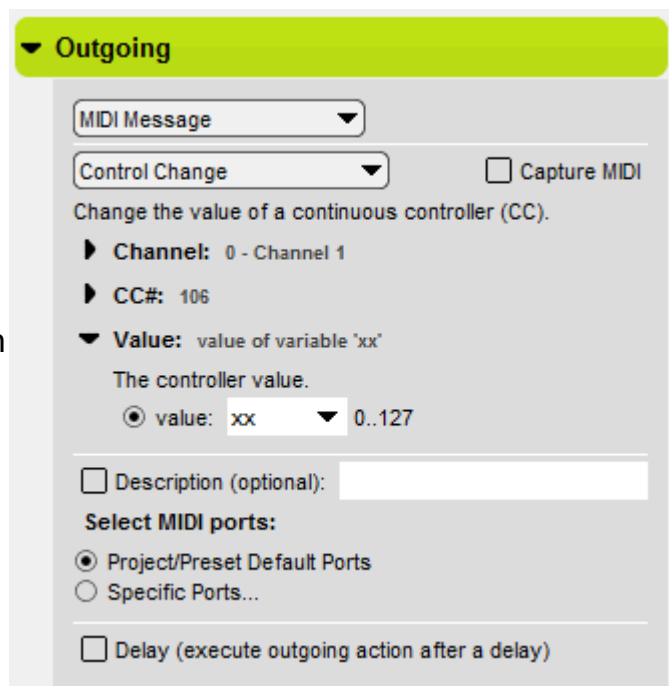 Outgoing
MIDI Message
Control Change Capture MIDI
Change the value of a continuous controller (CC).
Channel: 0 - Channel 1
CC#: 106
n
Value: value of variable 'xx'
The controller value.
value: xx 0..127
Description (optional):
Select MIDI ports:
Project/Preset Default Ports
Specific Ports...
Delay (execute outgoing action after a delay)